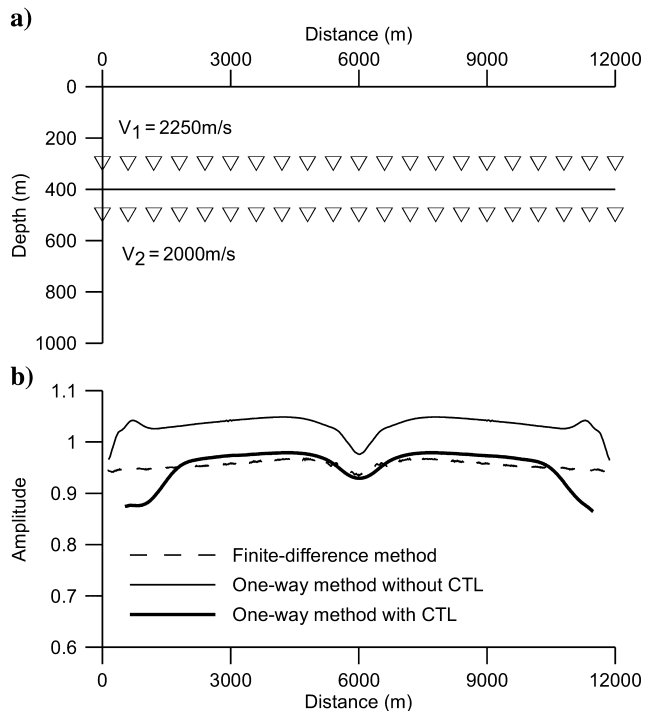 a)
Distance (m)
0 3000 6000 9000 12000
0
V1 = 2250m/s
200
400
Depth (m)
V2 = 2000m/s
600
800
1000
b)
1.1
1
0.9
Amplitude
0.8
Finite-difference method
One-way method without CTL
0.7
One-way method with CTL
0.6
0 3000 6000 9000 12000
Distance (m)